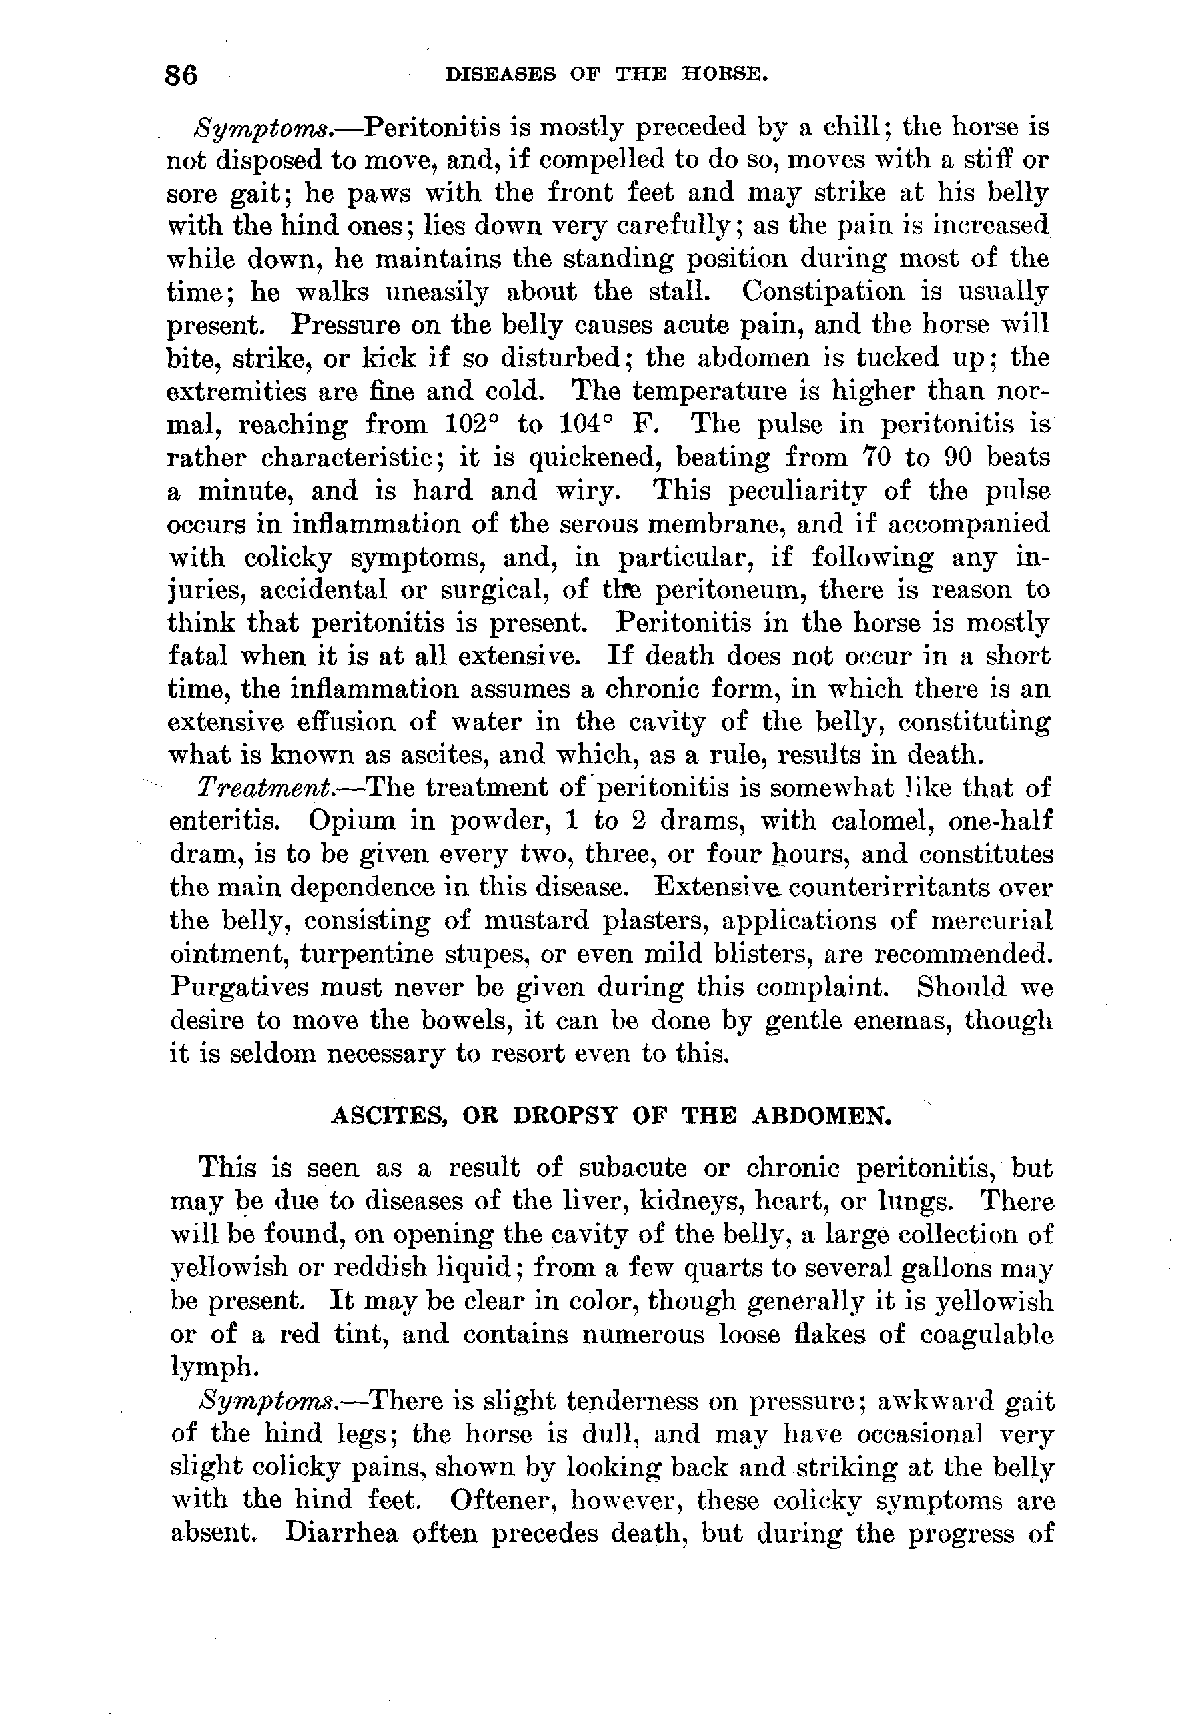 86 DISEASES OF THE HORSE.
Symptoms.—Peritonitis is mostly preceded by a chill; the horse is
not disposed to move, and, if compelled to do so, moves with a stiff or
sore gait; he paws with the front feet and may strike at his belly
with the hind ones; lies down very carefully; as the pain is increased
while down, he maintains the standing position during most of the
time; he walks uneasily about the stall. Constipation is usually
present. Pressure on the belly causes acute pain, and the horse will
bite, strike, or kick if so disturbed; the abdomen is tucked up; the
extremities are fine and cold. The temperature is higher than nor-
mal, reaching from 102° to 104° F. The pulse in peritonitis is
rather characteristic; it is quickened, beating from 70 to 90 beats
a minute, and is hard and wiry. This peculiarity of the pulse
occurs in inflammation of the serous membrane, and if accompanied
with colicky symptoms, and, in particular, if following any in-
juries, accidental or surgical, of the peritoneum, there is reason to
think that peritonitis is present. Peritonitis in the horse is mostly
fatal when it is at all extensive. If death does not occur in a short
time, the inflammation assumes a chronic form, in which there is an
extensive effusion of water in the cavity of the belly, constituting
what is known as ascites, and which, as a rule, results in death.
Treatment.—The treatment of peritonitis is somewhat like that of
enteritis. Opium in powder, 1 to 2 drams, with calomel, one-half
dram, is to be given every two, three, or four hours, and constitutes
the main dependence in this disease. Extensive counterirritants over
the belly, consisting of mustard plasters, applications of mercurial
ointment, turpentine stupes, or even mild blisters, are recommended.
Purgatives must never be given during this complaint. Should we
desire to move the bowels, it can be done by gentle enemas, though
it is seldom necessary to resort even to this.
ASCITES, OR DROPSY OF THE ABDOMEN.
This is seen as a result of subacute or chronic peritonitis, but
may be due to diseases of the liver, kidneys, heart, or lungs. There
will be found, on opening the cavity of the belly, a large collection of
yellowish or reddish liquid; from a few quarts to several gallons may
be present. It may be clear in color, though generally it is yellowish
or of a red tint, and contains numerous loose flakes of coagulable
lymph.
Symptoms.—There is slight tenderness on pressure; awkward gait
of the hind legs; the horse is dull, and may have occasional very
slight colicky pains, shown by looking back and striking at the belly
with the hind feet. Oftener, however, these colicky symptoms are
absent. Diarrhea often precedes death, but during the progress of